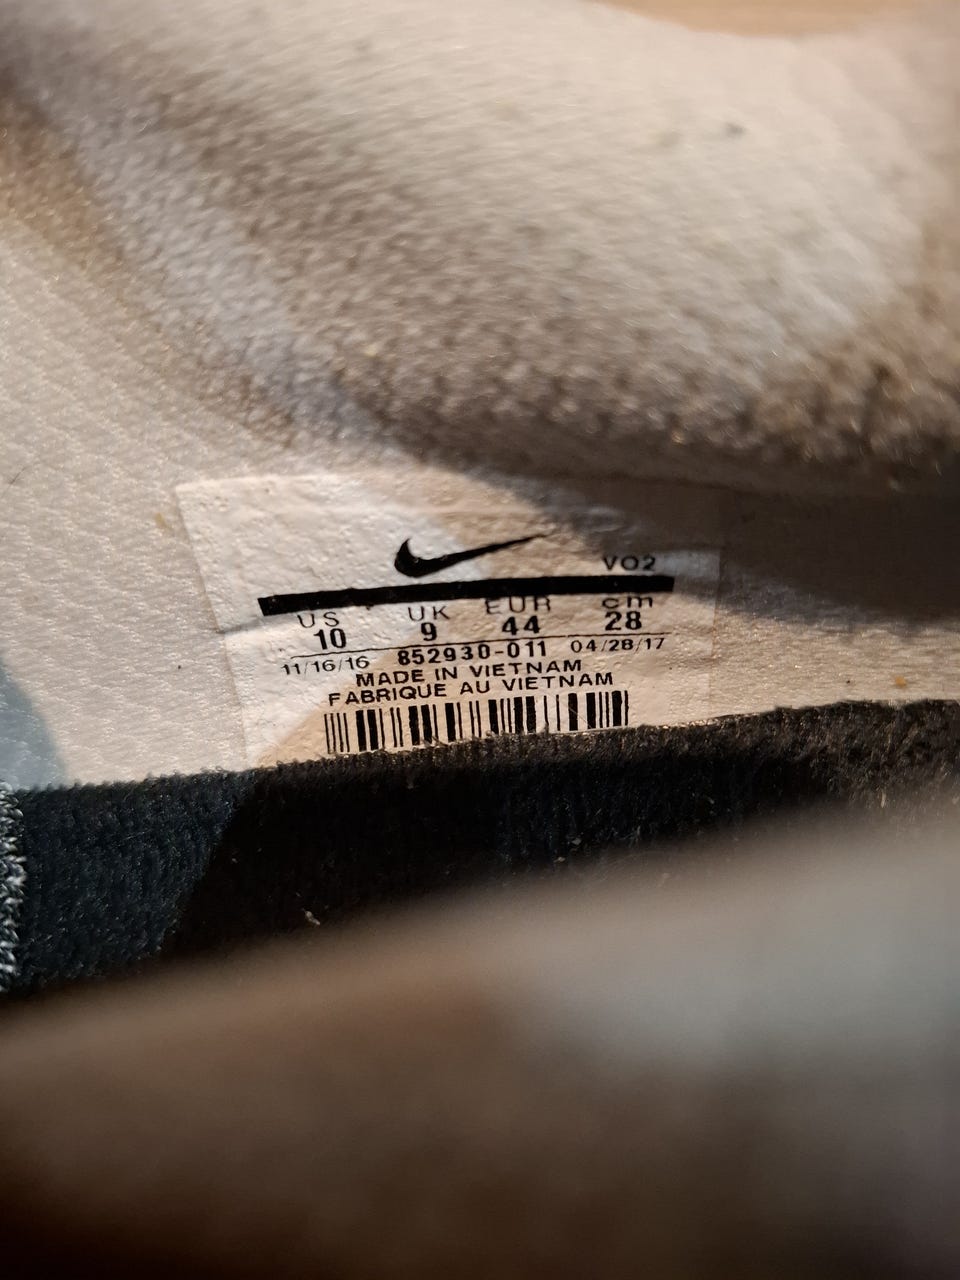 VO2
US UK EUR cm
10 9 44 28
11/16/16 852930-011 04/28/17
MADE IN VIETNAM
FABRIQUE AU VIETNAM